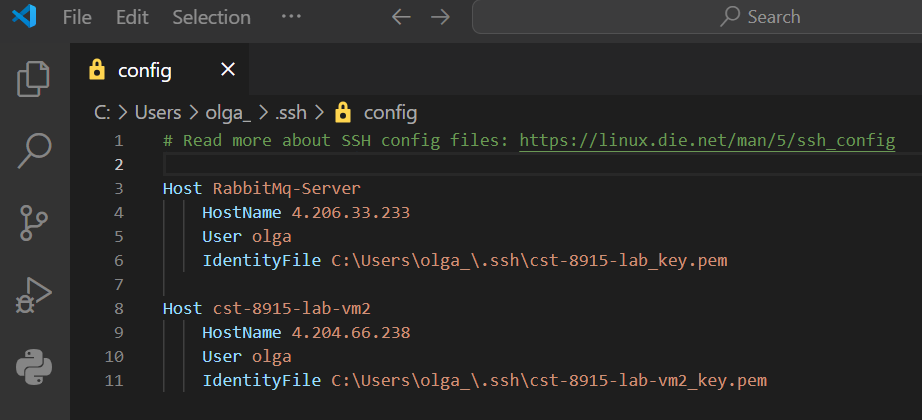 File Edit Selection ··· Search
config
C: > Users > olga_ > .ssh > config
1 # Read more about SSH config files: https://linux.die.net/man/5/ssh_config
2
3 Host RabbitMq-Server
4 HostName 4.206.33.233
5 User olga
6 IdentityFile C:\Users\olga_\.ssh\cst-8915-lab_key.pem
7
8 Host cst-8915-lab-vm2
9 HostName 4.204.66.238
10 User olga
11 IdentityFile C:\Users\olga_\.ssh\cst-8915-lab-vm2_key.pem